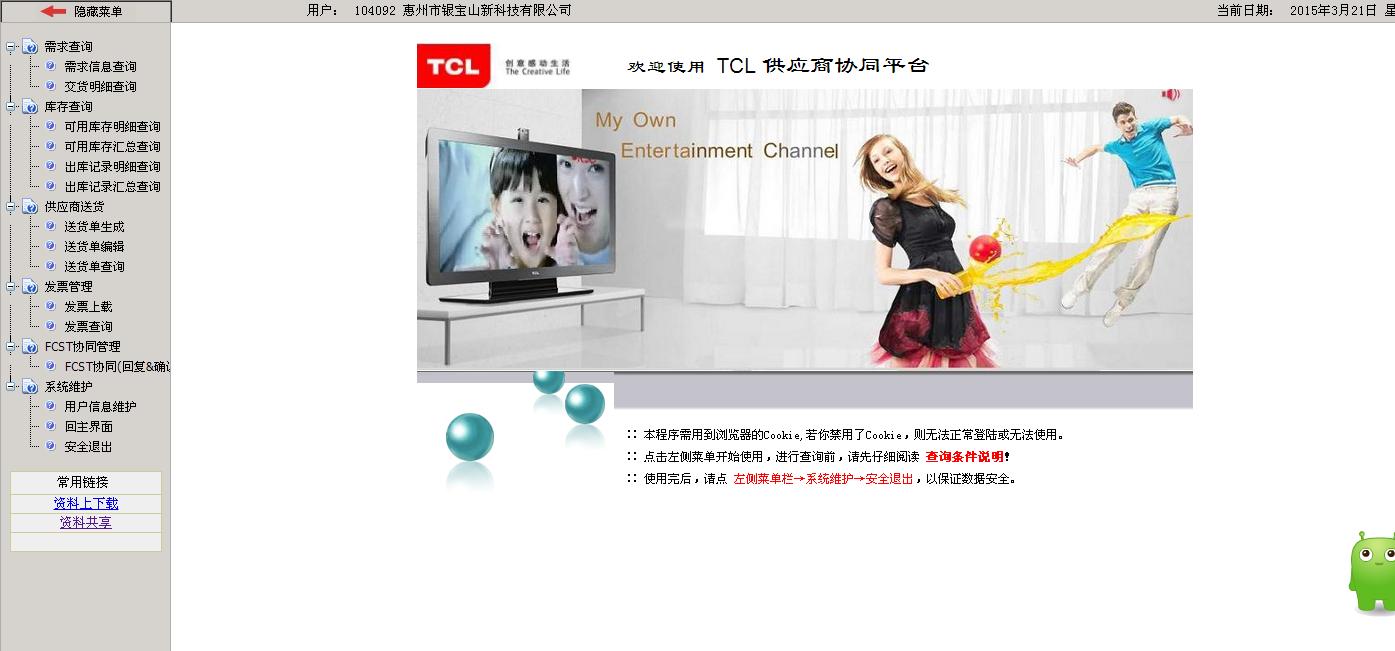 隐藏菜单
用户： 104092 惠州市银宝山新科技有限公司
当前日期： 2015年3月21日 星
需求查询
需求信息查询
交货明细查询
库存查询
可用库存明细查询
可用库存汇总查询
出库记录明细查询
出库记录汇总查询
供应商送货
送货单生成
送货单编辑
送货单查询
发票管理
发票上载
发票查询
FCST协同管理
FCST协同(回复&确
系统维护
用户信息维护
回主界面
安全退出
常用链接
资料上下载
资料共享
TCL
创意感动生活
The Creative Life
欢迎使用 TCL 供应商协同平台
My Own
Entertainment Channel
TCL
:: 本程序需用到浏览器的Cookie,若你禁用了Cookie，则无法正常登陆或无法使用。
:: 点击左侧菜单开始使用，进行查询前，请先仔细阅读 查询条件说明!
:: 使用完后，请点 左侧菜单栏→系统维护→安全退出，以保证数据安全。